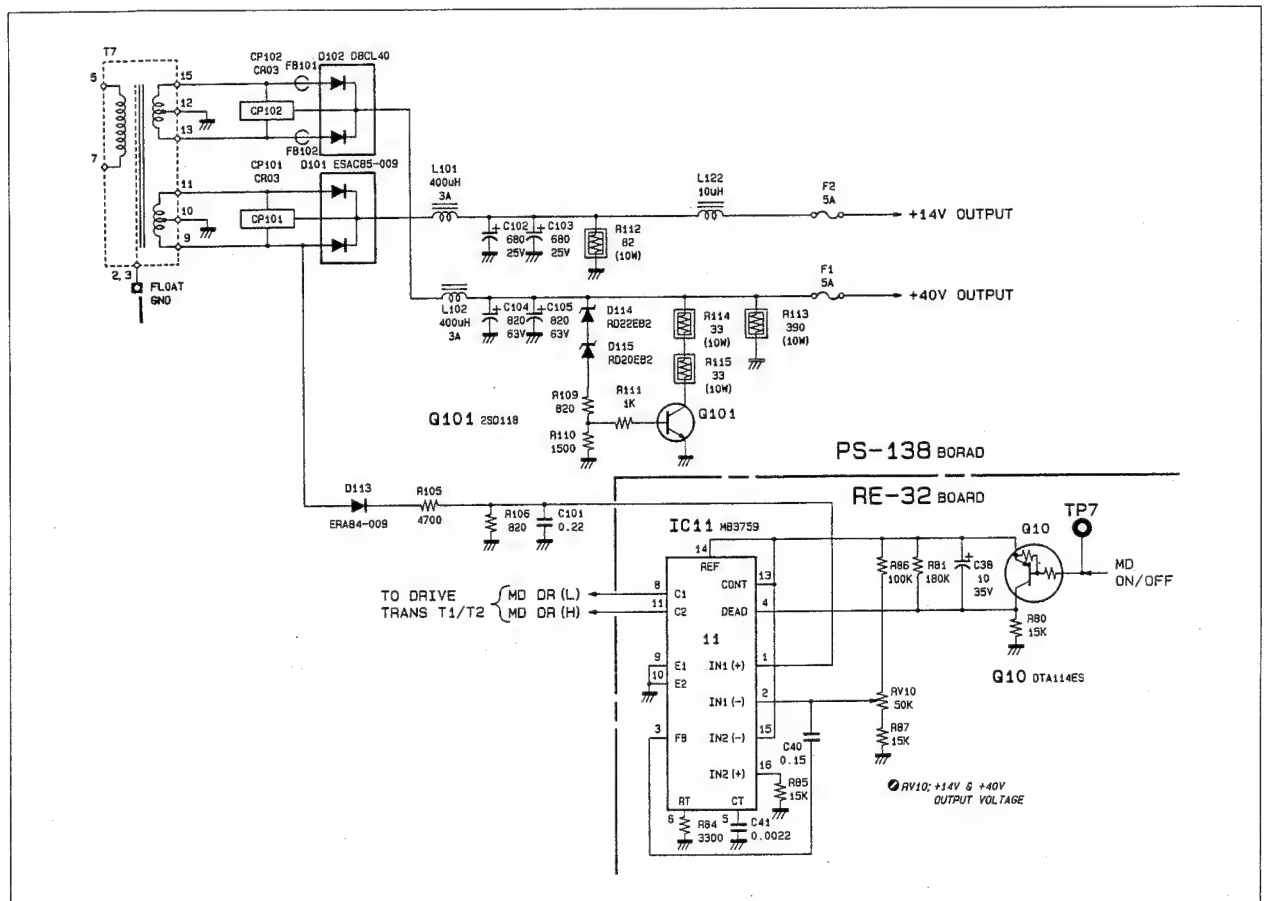 T7
5
7
15
12
13
11
10
9
2, 3
FLOAT
GND
CP102
CR03
FB101
CP102
FB102
D102 D8CL40
CP101
CR03
CP101
D101 ESAC85-009
L101
400uH
3A
C102
680
25V
C103
680
25V
R112
82
(10W)
L122
10uH
F2
5A
+14V OUTPUT
L102
400uH
3A
C104
820
63V
C105
820
63V
D114
RD22EB2
D115
RD20EB2
R114
33
(10W)
R113
390
(10W)
R115
33
(10W)
F1
5A
+40V OUTPUT
R109
820
R111
1K
R110
1500
Q101 2SD118
Q101
PS-138 BORAD
RE-32 BOARD
D113
ERA84-009
R105
4700
R106
820
C101
0.22
IC11 MB3759
14
REF
8
C1
11
C2
9
E1
10
E2
3
FB
RT
6
CT
5
11
CONT
13
DEAD
4
IN1(+)
1
IN1(-)
2
IN2(-)
15
IN2(+)
16
TO DRIVE
TRANS T1/T2
MD DR(L)
MD DR(H)
R84
3300
C41
0.0022
R85
15K
C40
0.15
R86
100K
R81
180K
C38
10
35V
Q10
TP7
MD
ON/OFF
R80
15K
Q10 DTA114ES
RV10
50K
R87
15K
RV10; +14V & +40V
OUTPUT VOLTAGE